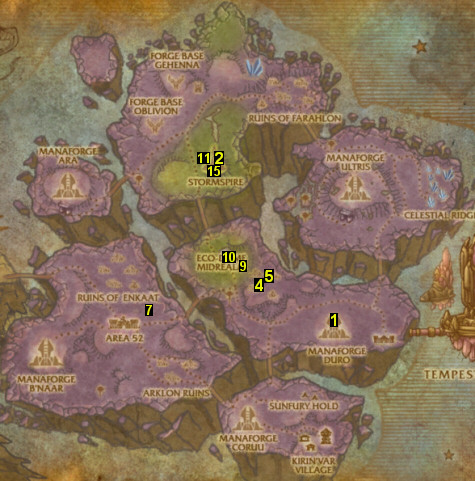 FORGE BASE
GEHENNA
FORGE BASE
OBLIVION
RUINS OF FARAHLON
MANAFORGE
ARA
11 2
15
STORMSPIRE
MANAFORGE
ULTRIS
CELESTIAL RIDGE
10
MIDREALM
9
5
4
RUINS OF ENKAAT
7
AREA 52
1
MANAFORGE
DURO
TEMPES
MANAFORGE
B'NAAR
ARKLON RUINS
SUNFURY HOLD
MANAFORGE
CORUU
KIRIN'VAR
VILLAGE